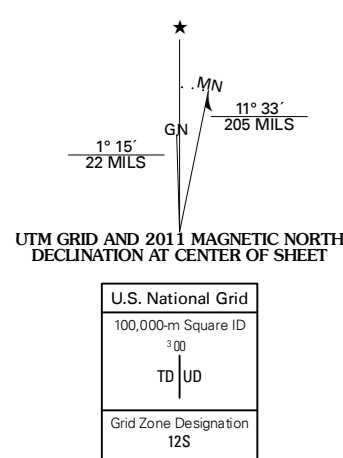 ★
MN
GN
11° 33´
205 MILS
1° 15´
22 MILS
UTM GRID AND 2011 MAGNETIC NORTH
DECLINATION AT CENTER OF SHEET
U.S. National Grid
100,000-m Square ID
³00
TD UD
Grid Zone Designation
12S